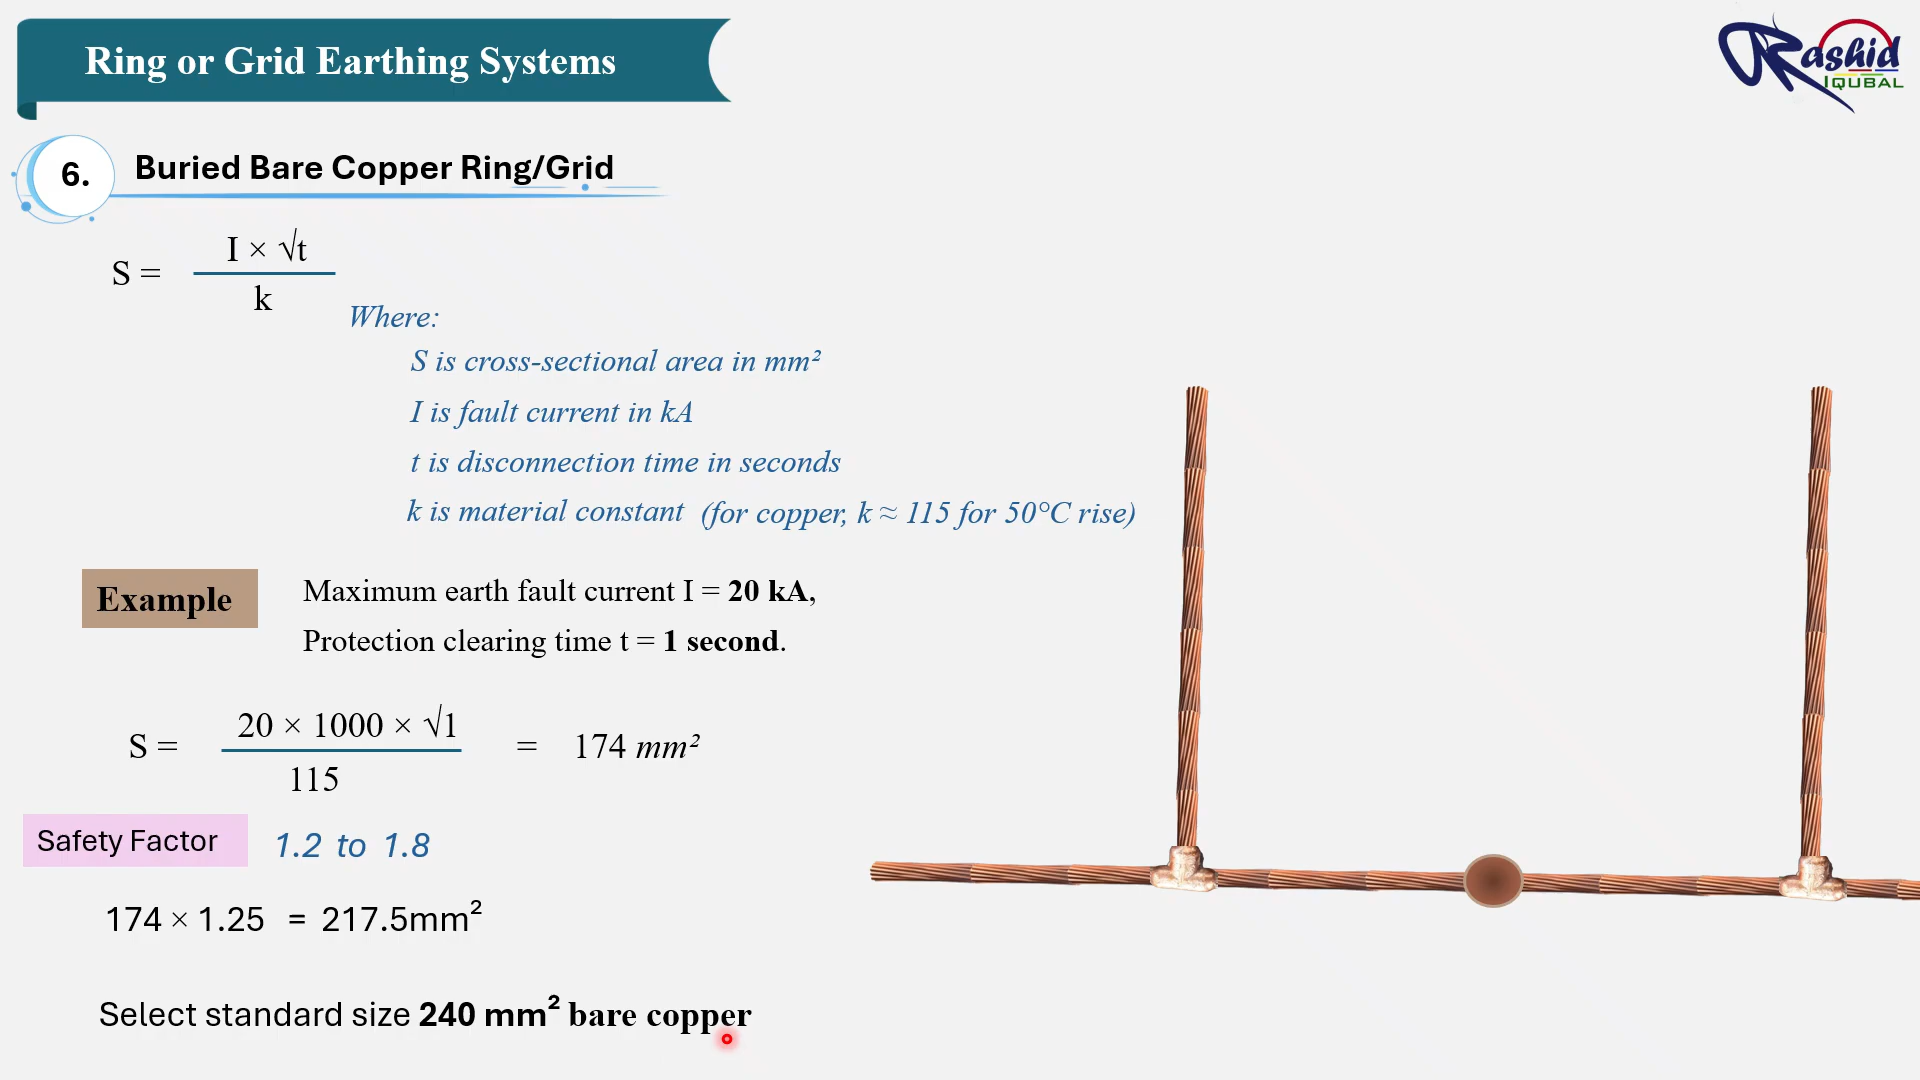 Ring or Grid Earthing Systems
Rashid
IQUBAL
6.
Buried Bare Copper Ring/Grid
S = I × √t
k
Where:
S is cross-sectional area in mm²
I is fault current in kA
t is disconnection time in seconds
k is material constant (for copper, k ≈ 115 for 50°C rise)
Example
Maximum earth fault current I = 20 kA,
Protection clearing time t = 1 second.
S = 20 × 1000 × √1 = 174 mm²
115
Safety Factor 1.2 to 1.8
174 × 1.25 = 217.5mm²
Select standard size 240 mm² bare copper